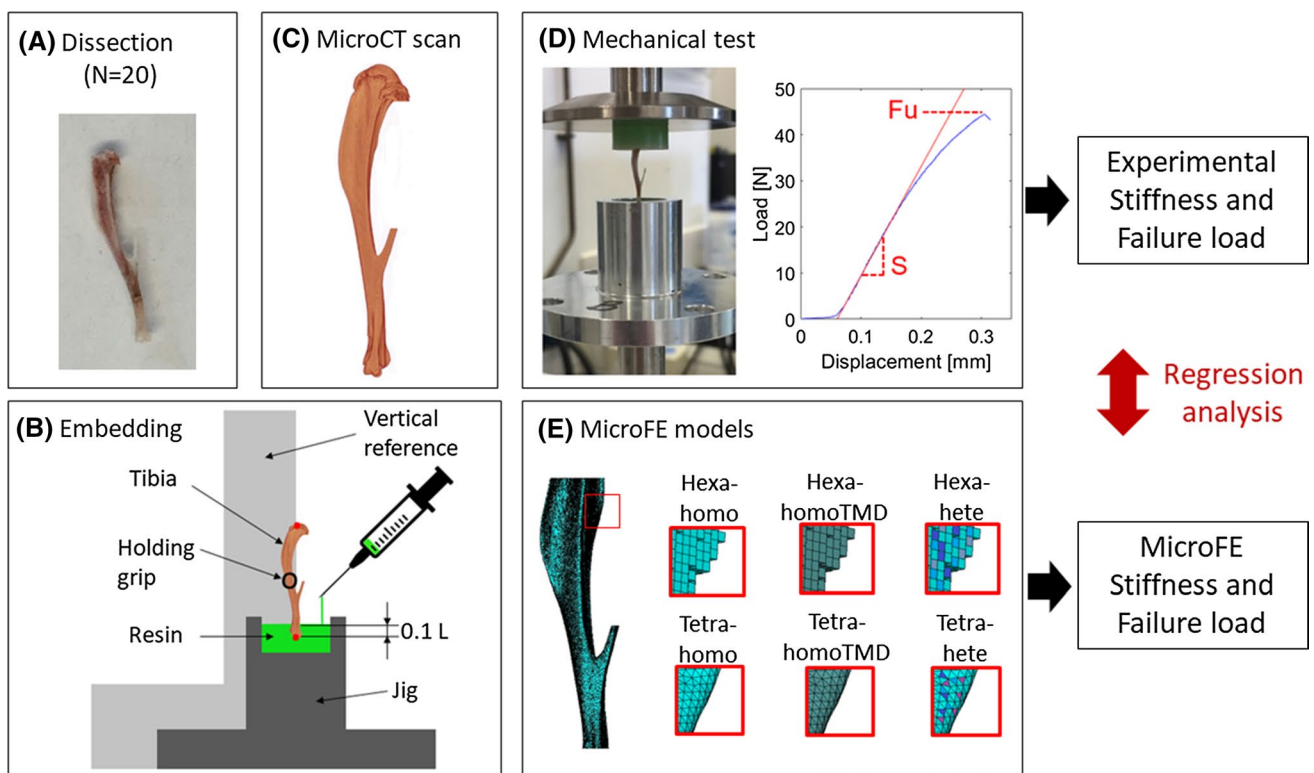 (A) Dissection
(N=20)
(C) MicroCT scan
(D) Mechanical test
Load [N]
50
40
30
20
10
0
Fu
S
0
0.1
0.2
0.3
Displacement [mm]
Experimental
Stiffness and
Failure load
Regression
analysis
(B) Embedding
Vertical
reference
Tibia
Holding
grip
Resin
0.1 L
Jig
(E) MicroFE models
Hexa-
homo
Hexa-
homoTMD
Hexa-
hete
Tetra-
homo
Tetra-
homoTMD
Tetra-
hete
MicroFE
Stiffness and
Failure load